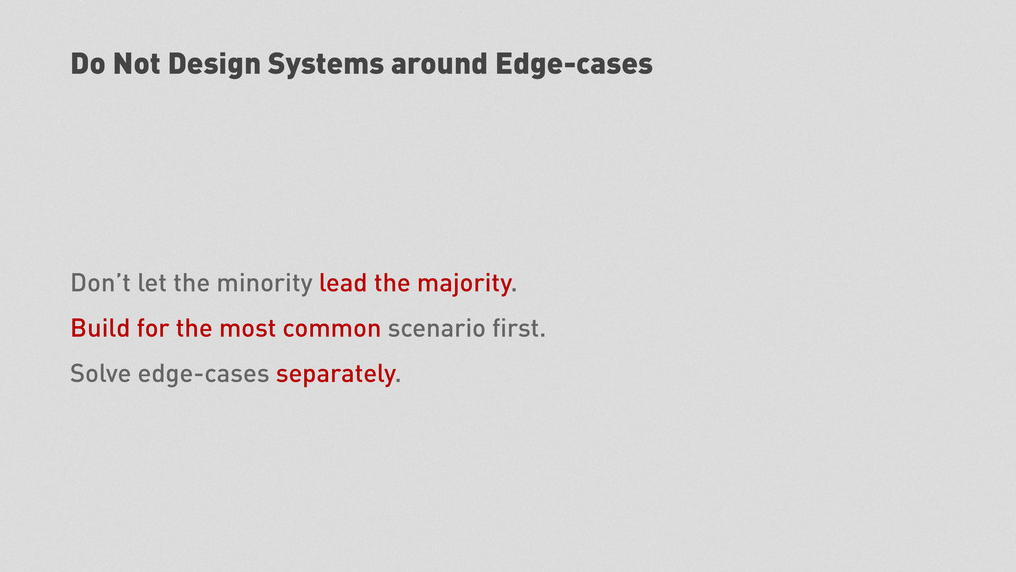 Do Not Design Systems around Edge-cases
Don’t let the minority lead the majority.
Build for the most common scenario first.
Solve edge-cases separately.